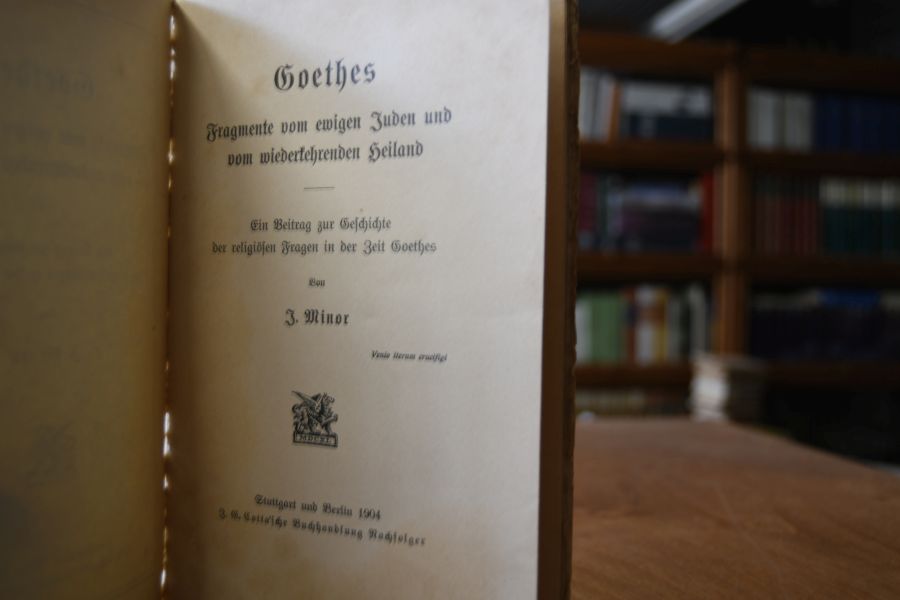 Goethes
Fragmente vom ewigen Juden und
vom wiederkehrenden Heiland
Ein Beitrag zur Geschichte
der religiösen Fragen in der Zeit Goethes
Von
J. Minor
Venio iterum crucifigi
MDCXL
Stuttgart und Berlin 1904
J. G. Cotta'sche Buchhandlung Nachfolger